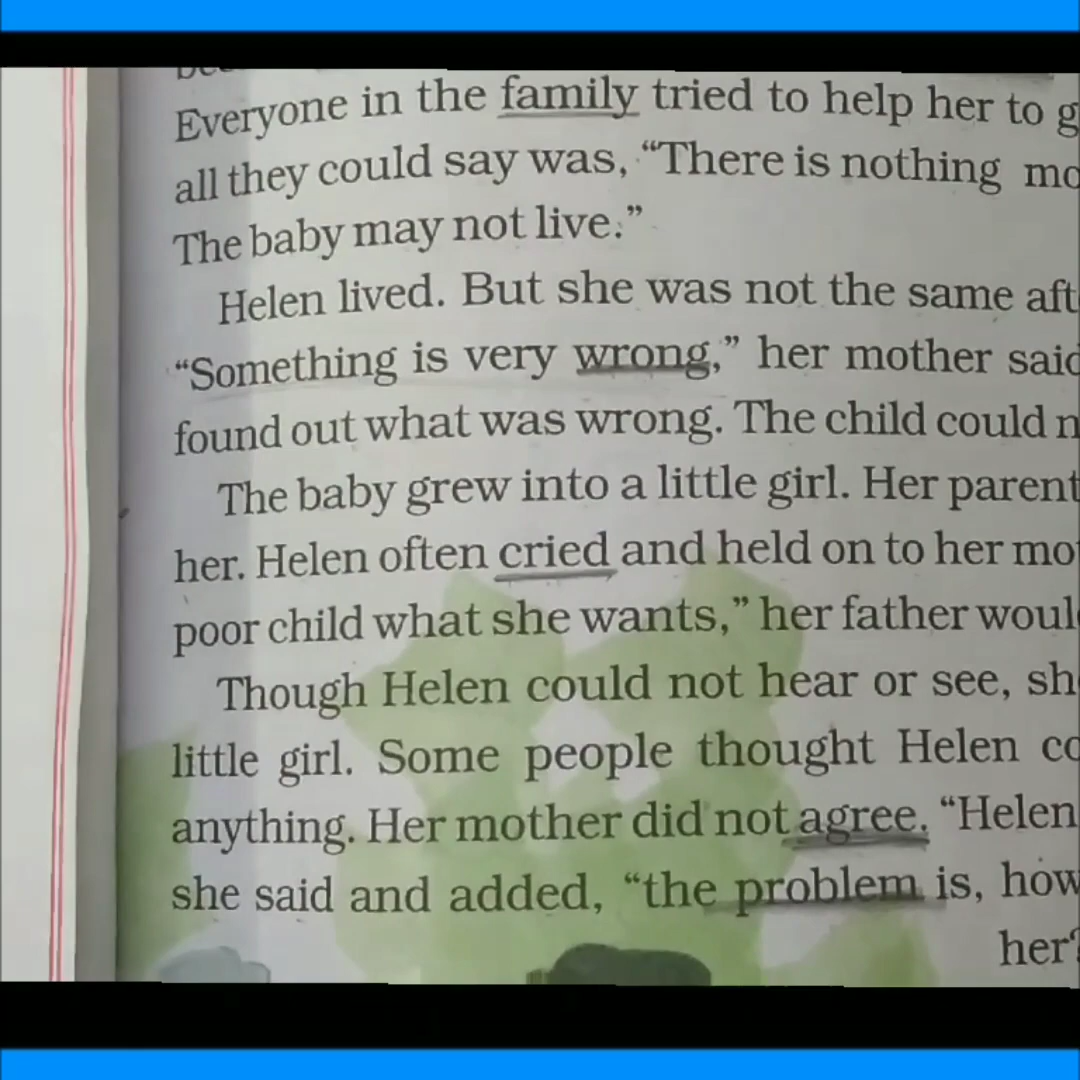 Everyone in the family tried to help her to
all they could say was, “There is nothing
The baby may not live.”
Helen lived. But she was not the same
“Something is very wrong,” her mother
found out what was wrong. The child could
The baby grew into a little girl. Her
her. Helen often cried and held on to her
poor child what she wants,” her father
Though Helen could not hear or see,
little girl. Some people thought Helen
anything. Her mother did not agree. “Helen
she said and added, “the problem is, how
her?